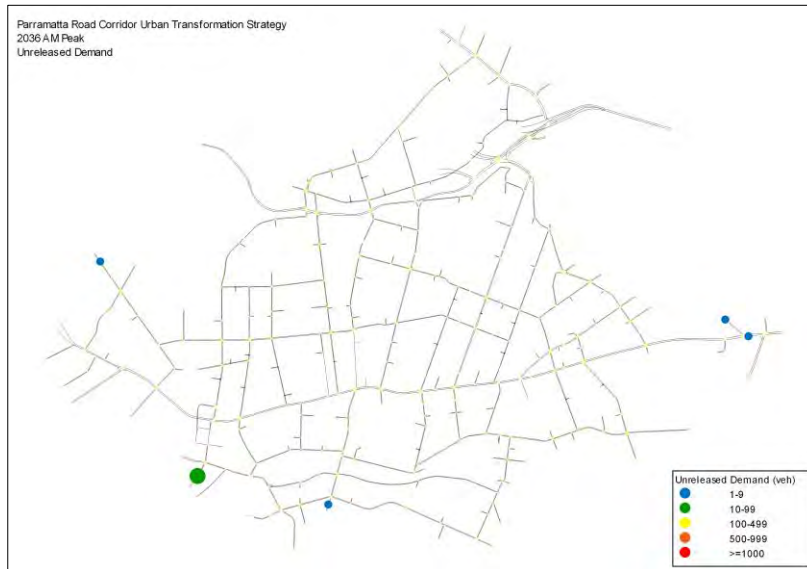 Parramatta Road Corridor Urban Transformation Strategy
2036 AM Peak
Unreleased Demand
Unreleased Demand (veh)
1-9
10-99
100-499
500-999
>=1000